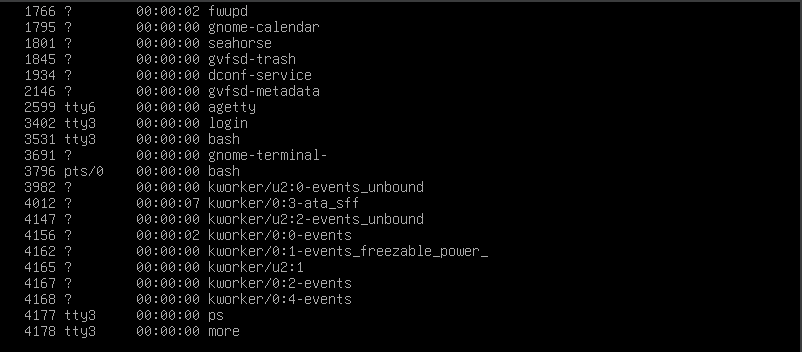 1766 ?        00:00:02 fwupd
1795 ?        00:00:00 gnome-calendar
1801 ?        00:00:00 seahorse
1845 ?        00:00:00 gvfsd-trash
1934 ?        00:00:00 dconf-service
2146 ?        00:00:00 gvfsd-metadata
2599 tty6     00:00:00 agetty
3402 tty3     00:00:00 login
3531 tty3     00:00:00 bash
3691 ?        00:00:00 gnome-terminal-
3796 pts/0    00:00:00 bash
3982 ?        00:00:00 kworker/u2:0-events_unbound
4012 ?        00:00:07 kworker/0:3-ata_sff
4147 ?        00:00:00 kworker/u2:2-events_unbound
4156 ?        00:00:02 kworker/0:0-events
4162 ?        00:00:00 kworker/0:1-events_freezable_power_
4165 ?        00:00:00 kworker/u2:1
4167 ?        00:00:00 kworker/0:2-events
4168 ?        00:00:00 kworker/0:4-events
4177 tty3     00:00:00 ps
4178 tty3     00:00:00 more